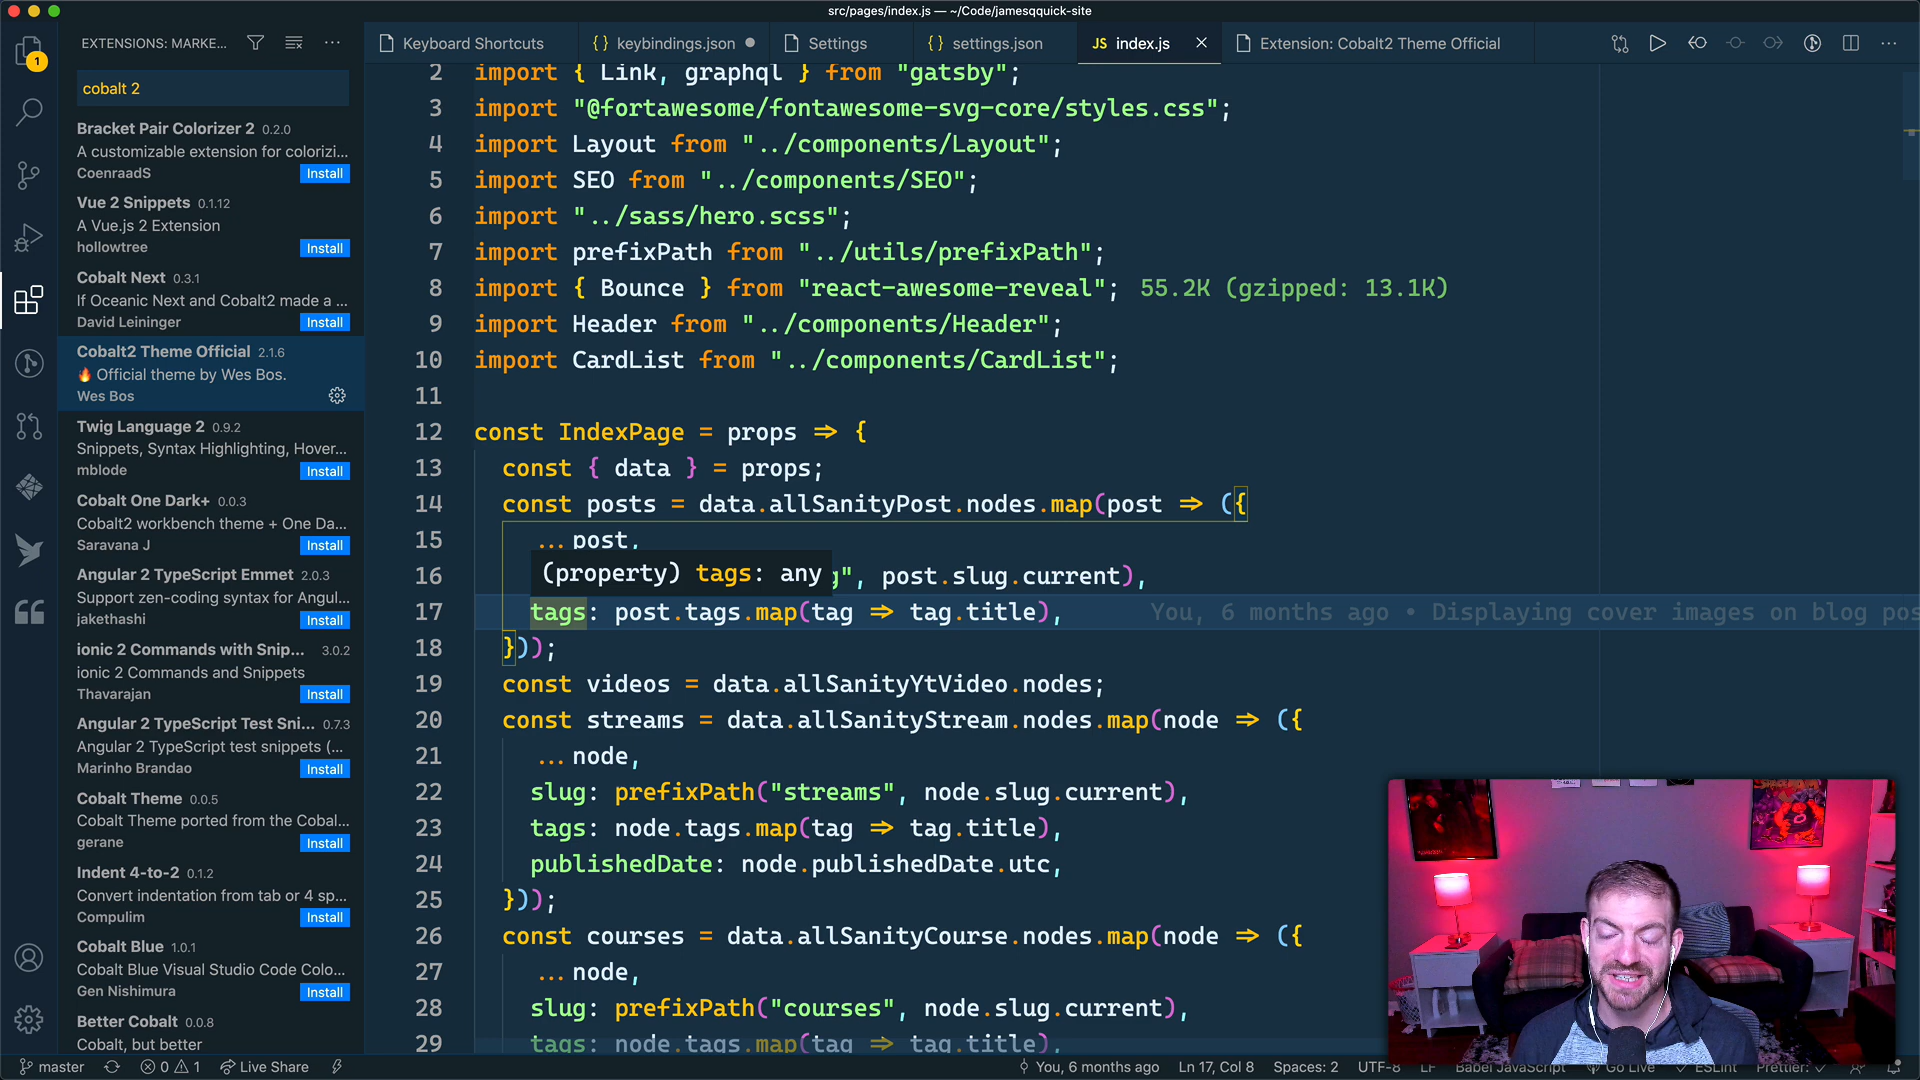 src/pages/index.js — ~/Code/jamesqquick-site
EXTENSIONS: MARKE...
Keyboard Shortcuts
{} keybindings.json
Settings
{} settings.json
JS index.js
Extension: Cobalt2 Theme Official
1
cobalt 2
Bracket Pair Colorizer 2 0.2.0
A customizable extension for colorizi...
CoenraadS
Install
Vue 2 Snippets 0.1.12
A Vue.js 2 Extension
hollowtree
Install
Cobalt Next 0.3.1
If Oceanic Next and Cobalt2 made a ...
David Leininger
Install
Cobalt2 Theme Official 2.1.6
🔥 Official theme by Wes Bos.
Wes Bos
Twig Language 2 0.9.2
Snippets, Syntax Highlighting, Hover...
mblode
Install
Cobalt One Dark+ 0.0.3
Cobalt2 workbench theme + One Da...
Saravana J
Install
Angular 2 TypeScript Emmet 2.0.3
Support zen-coding syntax for Angul...
jakethashi
Install
ionic 2 Commands with Snip... 3.0.2
ionic 2 Commands and Snippets
Thavarajan
Install
Angular 2 TypeScript Test Sni... 0.7.3
Angular 2 TypeScript test snippets (...
Marinho Brandao
Install
Cobalt Theme 0.0.5
Cobalt Theme ported from the Cobal...
gerane
Install
Indent 4-to-2 0.1.2
Convert indentation from tab or 4 sp...
Compulim
Install
Cobalt Blue 1.0.1
Cobalt Blue Visual Studio Code Colo...
Gen Nishimura
Install
Better Cobalt 0.0.8
Cobalt, but better
2 import { Link, graphql } from "gatsby";
3 import "@fortawesome/fontawesome-svg-core/styles.css";
4 import Layout from "../components/Layout";
5 import SEO from "../components/SEO";
6 import "../sass/hero.scss";
7 import prefixPath from "../utils/prefixPath";
8 import { Bounce } from "react-awesome-reveal"; 55.2K (gzipped: 13.1K)
9 import Header from "../components/Header";
10 import CardList from "../components/CardList";
11
12 const IndexPage = props => {
13 const { data } = props;
14 const posts = data.allSanityPost.nodes.map(post => ({
15 ...post,
(property) tags: any
16 g", post.slug.current),
17 tags: post.tags.map(tag => tag.title), You, 6 months ago • Displaying cover images on blog pos
18 }));
19 const videos = data.allSanityYtVideo.nodes;
20 const streams = data.allSanityStream.nodes.map(node => ({
21 ...node,
22 slug: prefixPath("streams", node.slug.current),
23 tags: node.tags.map(tag => tag.title),
24 publishedDate: node.publishedDate.utc,
25 }));
26 const courses = data.allSanityCourse.nodes.map(node => ({
27 ...node,
28 slug: prefixPath("courses", node.slug.current),
29 tags: node.tags.map(tag => tag.title),
master
0 1
Live Share
You, 6 months ago
Ln 17, Col 8
Spaces: 2
UTF-8
LF
Babel JavaScript
Go Live
ESLint
Prettier: